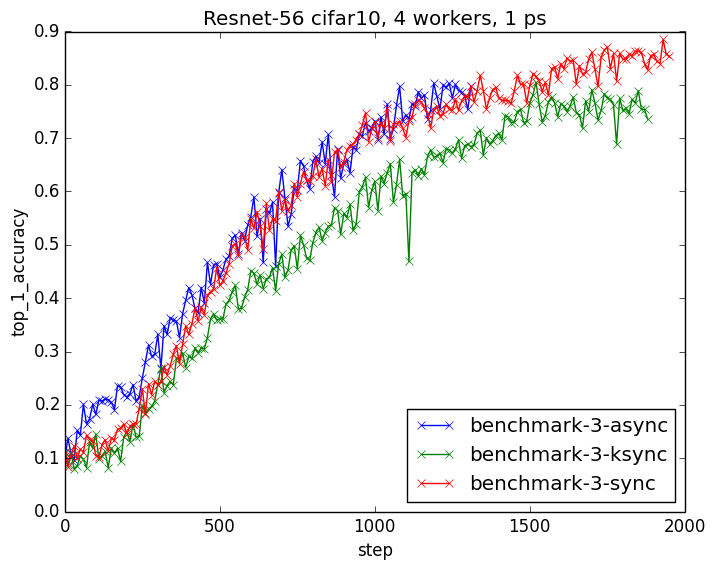 Resnet-56 cifar10, 4 workers, 1 ps
0.9
0.8
0.7
0.6
0.5
0.4
0.3
0.2
0.1
0.0
top_1_accuracy
benchmark-3-async
benchmark-3-ksync
benchmark-3-sync
0 500 1000 1500 2000
step